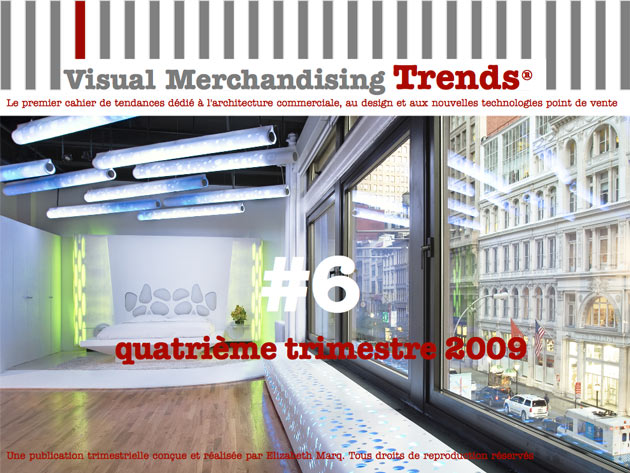 Visual Merchandising Trends®
Le premier cahier de tendances dédié à l'architecture commerciale, au design et aux nouvelles technologies point de vente
#6
quatrième trimestre 2009
Une publication trimestrielle conçue et réalisée par Elizabeth Marq. Tous droits de reproduction réservés